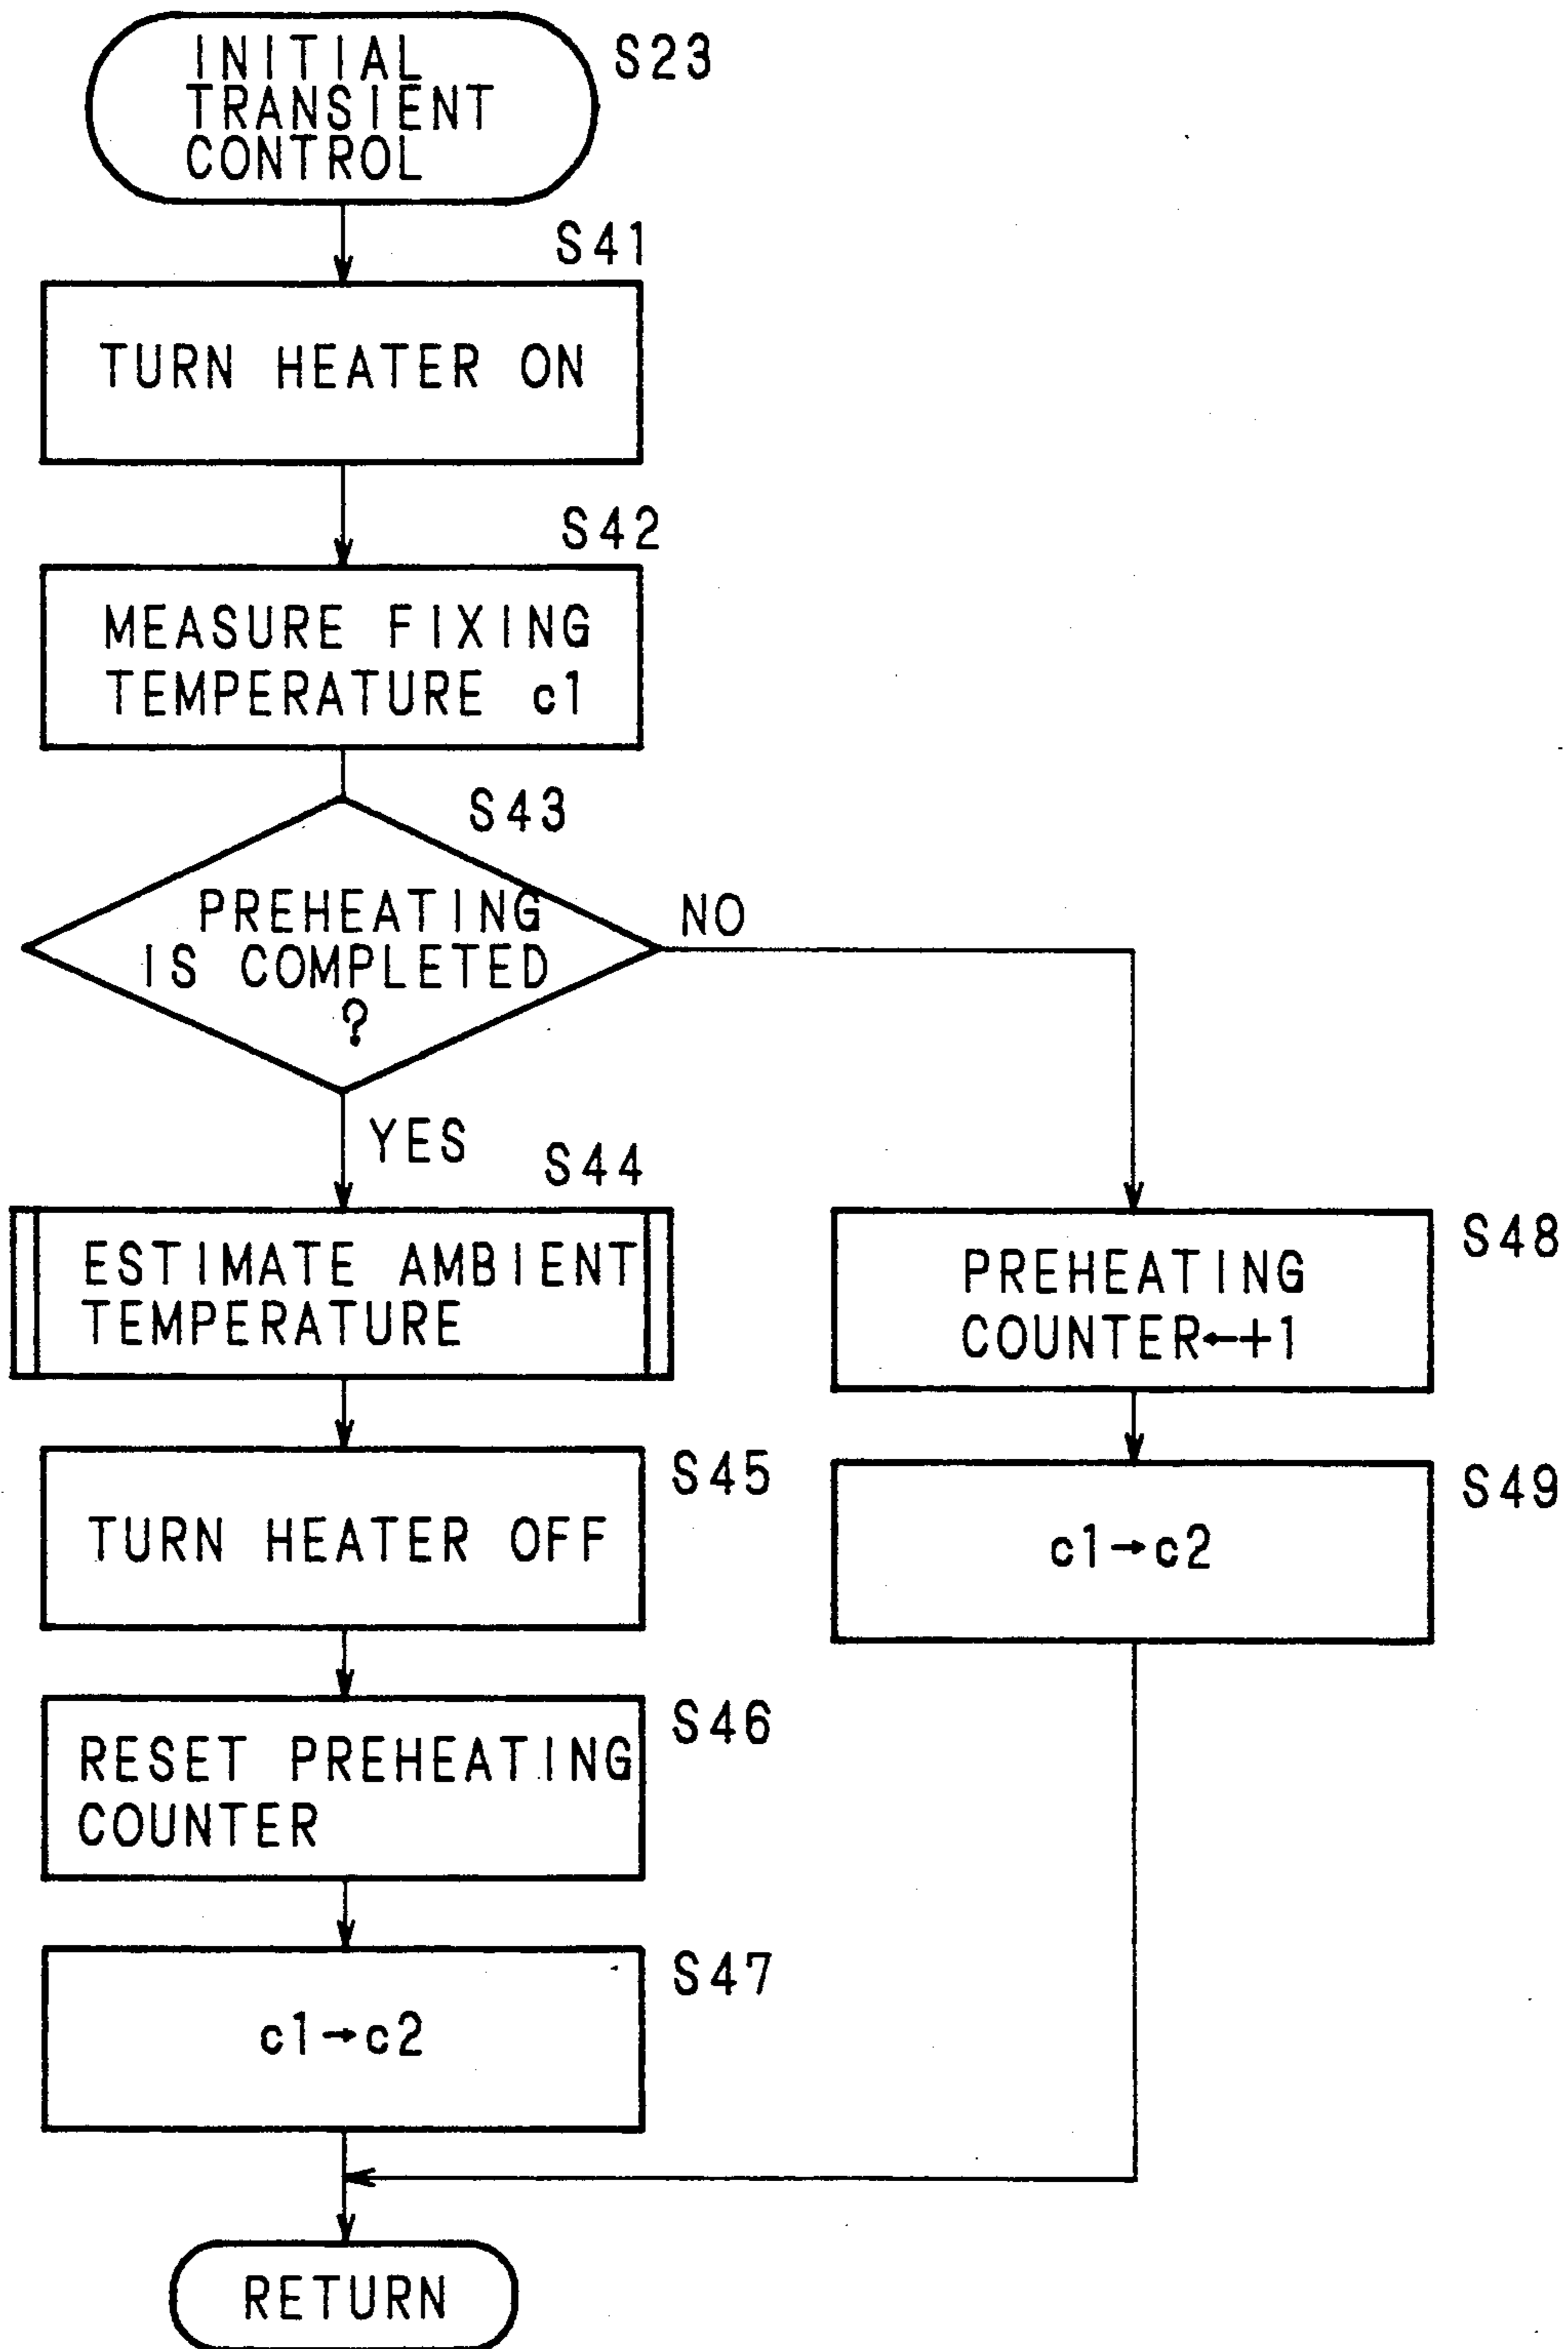 INITIAL
TRANSIENT
CONTROL
S23
S41
TURN HEATER ON
S42
MEASURE FIXING
TEMPERATURE c1
S43
PREHEATING
IS COMPLETED
?
NO
YES
S44
ESTIMATE AMBIENT
TEMPERATURE
S48
PREHEATING
COUNTER←+1
S45
TURN HEATER OFF
S49
c1→c2
S46
RESET PREHEATING
COUNTER
S47
c1→c2
RETURN